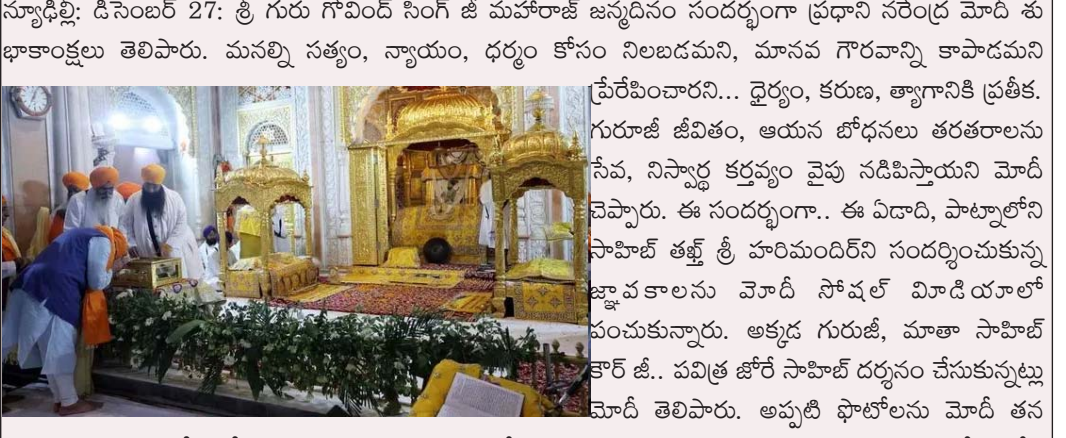 న్యూఢిల్లీ: డిసెంబర్ 27: శ్రీ గురు గోవింద్ సింగ్ జీ మహారాజ్ జన్మదినం సందర్భంగా ప్రధాని నరేంద్ర మోదీ శు
భాకాంక్షలు తెలిపారు. మనల్ని సత్యం, న్యాయం, ధర్మం కోసం నిలబడమని, మానవ గౌరవాన్ని కాపాడమని
ప్రేరేపించారని... ధైర్యం, కరుణ, త్యాగానికి ప్రతీక.
గురూజీ జీవితం, ఆయన బోధనలు తరతరాలను
సేవ, నిస్వార్థ కర్తవ్యం వైపు నడిపిస్తాయని మోదీ
చెప్పారు. ఈ సందర్భంగా.. ఈ ఏడాది, పాట్నాలోని
సాహిబ్ తఖ్త్ శ్రీ హరిమందిర్‌ని సందర్శించుకున్న
జ్ఞాపకాలను మోదీ సోషల్ మీడియాలో
పంచుకున్నారు. అక్కడ గురుజీ, మాతా సాహిబ్
కౌర్ జీ.. పవిత్ర జోరే సాహిబ్ దర్శనం చేసుకున్నట్లు
మోదీ తెలిపారు. అప్పటి ఫొటోలను మోదీ తన